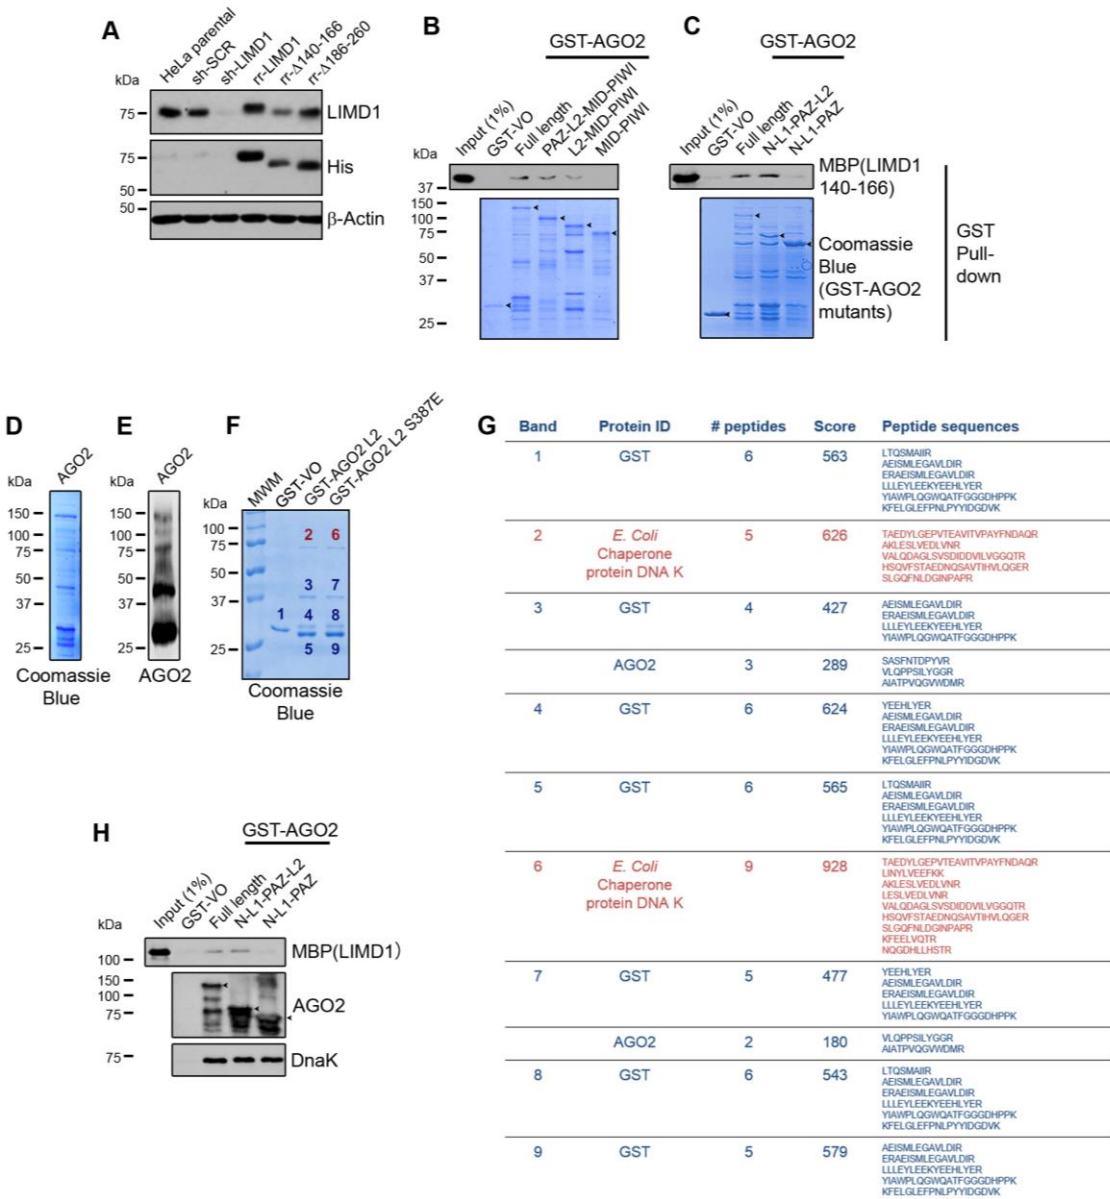 A
HeLa parental
sh-SCR
sh-LIMD1
rr-LIMD1
rr-Δ140-166
rr-Δ186-260
kDa
75
LIMD1
75
His
50
50
β-Actin
B
GST-AGO2
Input (1%)
GST-VO
Full length
PAZ-L2-MID-PIWI
L2-MID-PIWI
MID-PIWI
kDa
37
150
100
75
50
37
25
C
GST-AGO2
Input (1%)
GST-VO
Full length
N-L1-PAZ-L2
N-L1-PAZ
MBP(LIMD1
140-166)
Coomassie
Blue
(GST-AGO2
mutants)
GST
Pull-
down
D
AGO2
kDa
150
100
75
50
37
25
Coomassie
Blue
E
AGO2
kDa
150
100
75
50
37
25
AGO2
F
MWM
GST-VO
GST-AGO2 L2
GST-AGO2 L2 S387E
kDa
100
75
50
37
25
2 6
3 7
1 4 8
5 9
Coomassie
Blue
G
Band Protein ID # peptides Score Peptide sequences
1 GST 6 563 LTQSMAIIR
AEISMLEGAVLDIR
ERAEISMLEGAVLDIR
LLLEYLEEKYEEHLYER
YIAWPLQGWQATFGGGDHPPK
KFELGLEFPNLPYYIDGDVK
2 E. Coli Chaperone protein DNA K 5 626 TAEDYLGEPVTEAVITVPAYFNDAQR
AKLESLVEDLVNR
VALQDAGLSVSDIDDVILVGGQTR
HSQVFSTAEDNQSAVTIHVLQGER
SLGQFNLDGINPAPR
3 GST 4 427 AEISMLEGAVLDIR
ERAEISMLEGAVLDIR
LLLEYLEEKYEEHLYER
YIAWPLQGWQATFGGGDHPPK
AGO2 3 289 SASFNTDPYVR
VLQPPSILYGGR
AIATPVQGVWDMR
4 GST 6 624 YEEHLYER
AEISMLEGAVLDIR
ERAEISMLEGAVLDIR
LLLEYLEEKYEEHLYER
YIAWPLQGWQATFGGGDHPPK
KFELGLEFPNLPYYIDGDVK
5 GST 6 565 LTQSMAIIR
AEISMLEGAVLDIR
ERAEISMLEGAVLDIR
LLLEYLEEKYEEHLYER
YIAWPLQGWQATFGGGDHPPK
KFELGLEFPNLPYYIDGDVK
6 E. Coli Chaperone protein DNA K 9 928 TAEDYLGEPVTEAVITVPAYFNDAQR
LINYLVEEFKK
AKLESLVEDLVNR
LESLVEDLVNR
VALQDAGLSVSDIDDVILVGGQTR
HSQVFSTAEDNQSAVTIHVLQGER
SLGQFNLDGINPAPR
KFEELVQTR
NQGDHLLHSTR
7 GST 5 477 YEEHLYER
AEISMLEGAVLDIR
ERAEISMLEGAVLDIR
LLLEYLEEKYEEHLYER
YIAWPLQGWQATFGGGDHPPK
AGO2 2 180 VLQPPSILYGGR
AIATPVQGVWDMR
8 GST 6 543 LTQSMAIIR
AEISMLEGAVLDIR
ERAEISMLEGAVLDIR
LLLEYLEEKYEEHLYER
YIAWPLQGWQATFGGGDHPPK
KFELGLEFPNLPYYIDGDVK
9 GST 5 579 AEISMLEGAVLDIR
ERAEISMLEGAVLDIR
LLLEYLEEKYEEHLYER
YIAWPLQGWQATFGGGDHPPK
KFELGLEFPNLPYYIDGDVK
H
GST-AGO2
Input (1%)
GST-VO
Full length
N-L1-PAZ-L2
N-L1-PAZ
kDa
100
MBP(LIMD1)
150
100
75
AGO2
75
DnaK